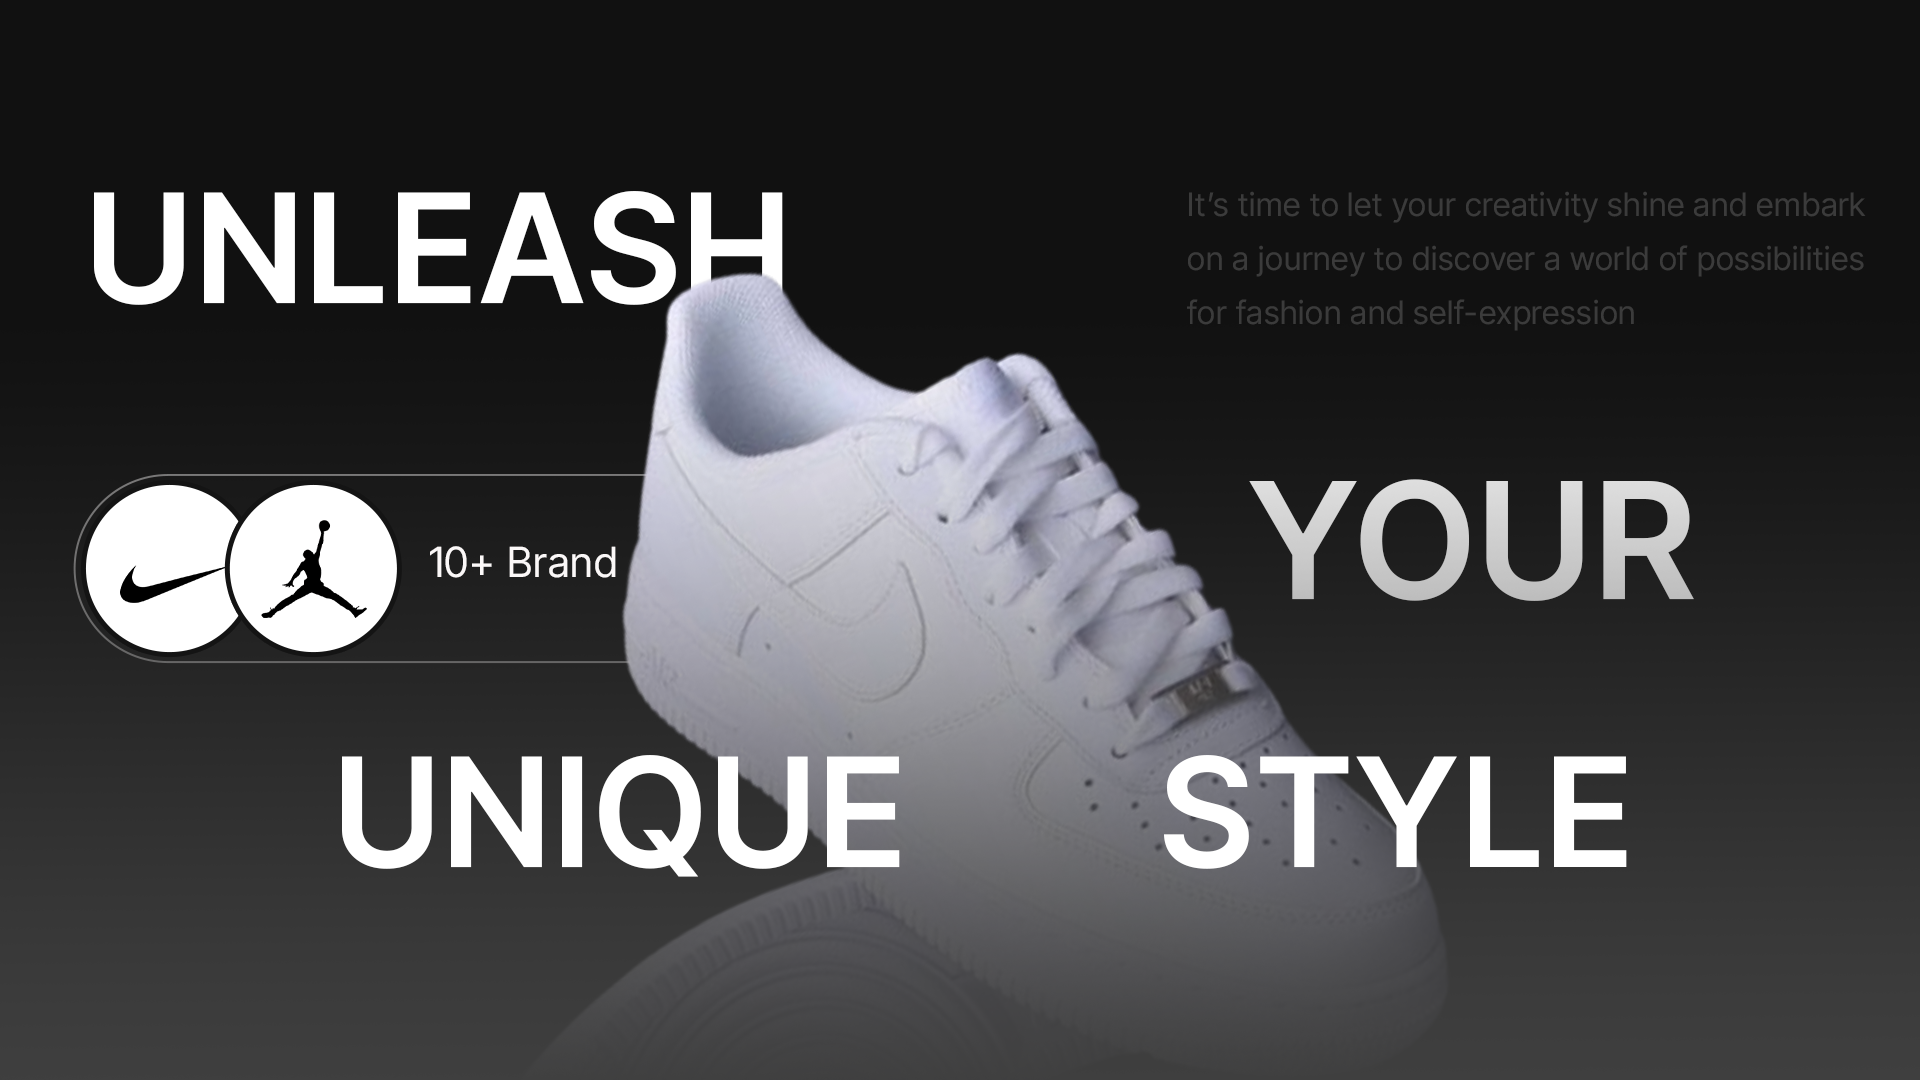 UNLEASH
It’s time to let your creativity shine and embark
on a journey to discover a world of possibilities
for fashion and self-expression
10+ Brand
YOUR
UNIQUE STYLE